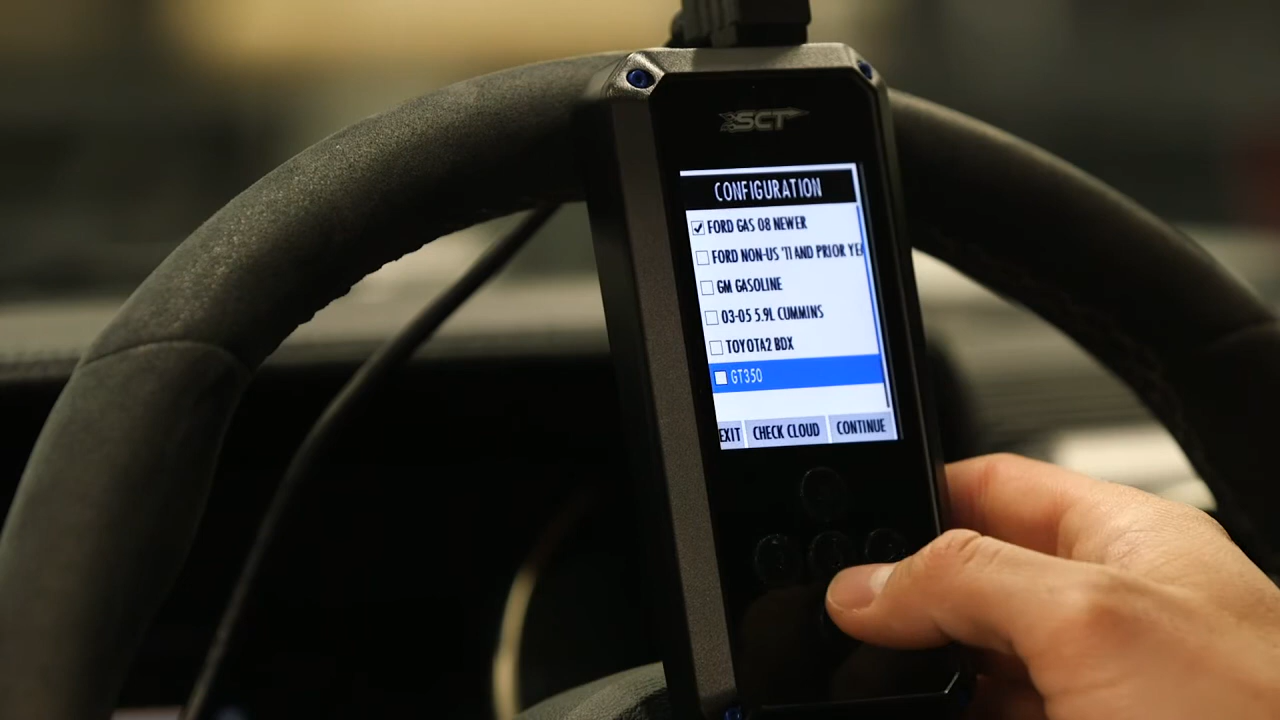 SCT
CONFIGURATION
FORD GAS 08 NEWER
FORD NON-US '11 AND PRIOR YEA
GM GASOLINE
03-05 5.9L CUMMINS
TOYOTA2 BDX
GT350
EXIT CHECK CLOUD CONTINUE